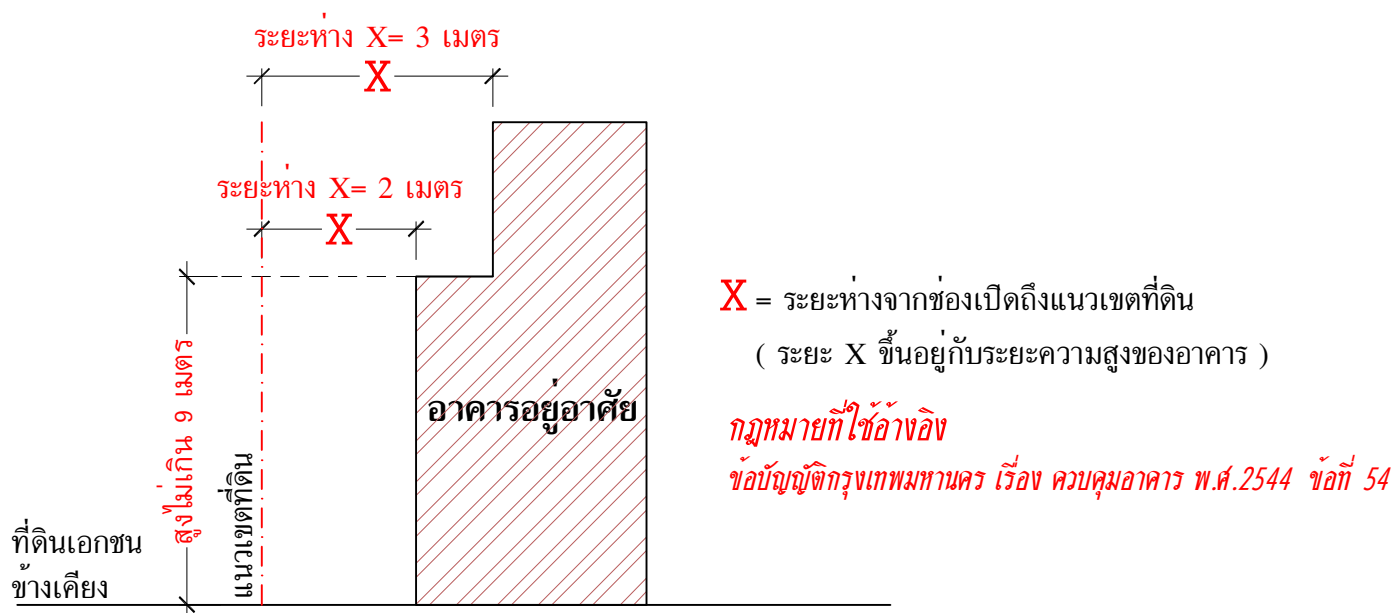 ระยะห่าง X= 3 เมตร
X
ระยะห่าง X= 2 เมตร
X
สูงไม่เกิน 9 เมตร
แนวเขตที่ดิน
อาคารอยู่อาศัย
ที่ดินเอกชน
ข้างเคียง
X = ระยะห่างจากช่องเปิดถึงแนวเขตที่ดิน
( ระยะ X ขึ้นอยู่กับระยะความสูงของอาคาร )
กฎหมายที่ใช้อ้างอิง
ข้อบัญญัติกรุงเทพมหานคร เรื่อง ควบคุมอาคาร พ.ศ.2544 ข้อที่ 54